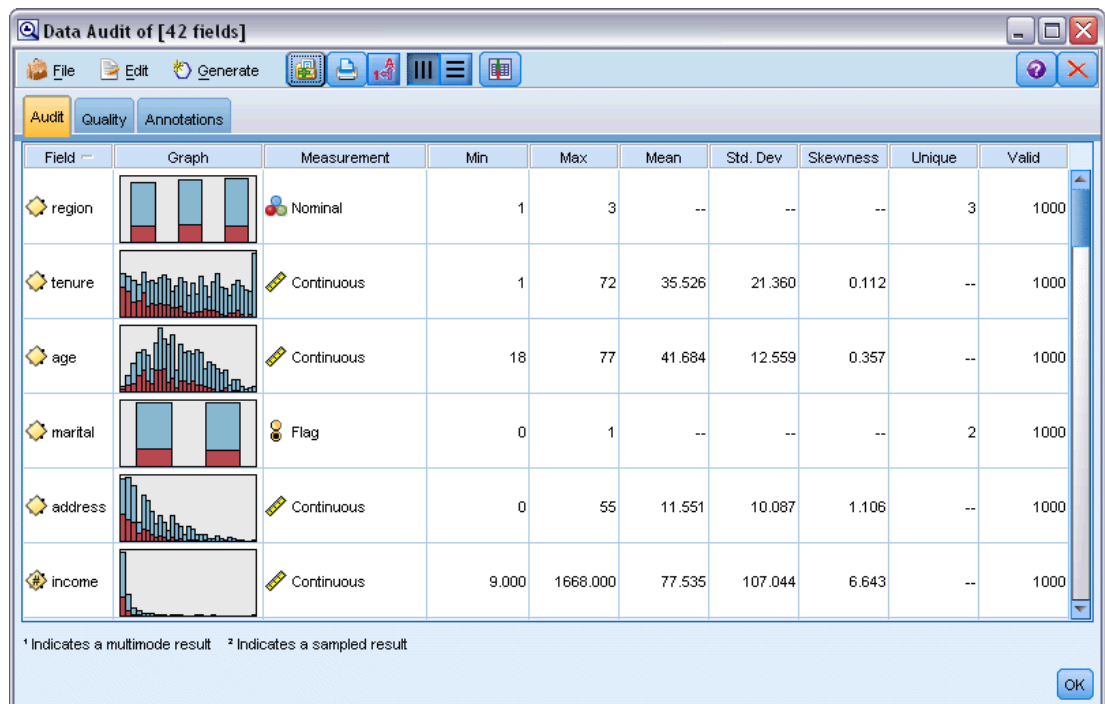 Data Audit of [42 fields]
File Edit Generate
Audit Quality Annotations
Field Graph Measurement Min Max Mean Std. Dev Skewness Unique Valid
region Nominal 1 3 -- -- -- 3 1000
tenure Continuous 1 72 35.526 21.360 0.112 -- 1000
age Continuous 18 77 41.684 12.559 0.357 -- 1000
marital Flag 0 1 -- -- -- 2 1000
address Continuous 0 55 11.551 10.087 1.106 -- 1000
income Continuous 9.000 1668.000 77.535 107.044 6.643 -- 1000
¹ Indicates a multimode result ² Indicates a sampled result
OK